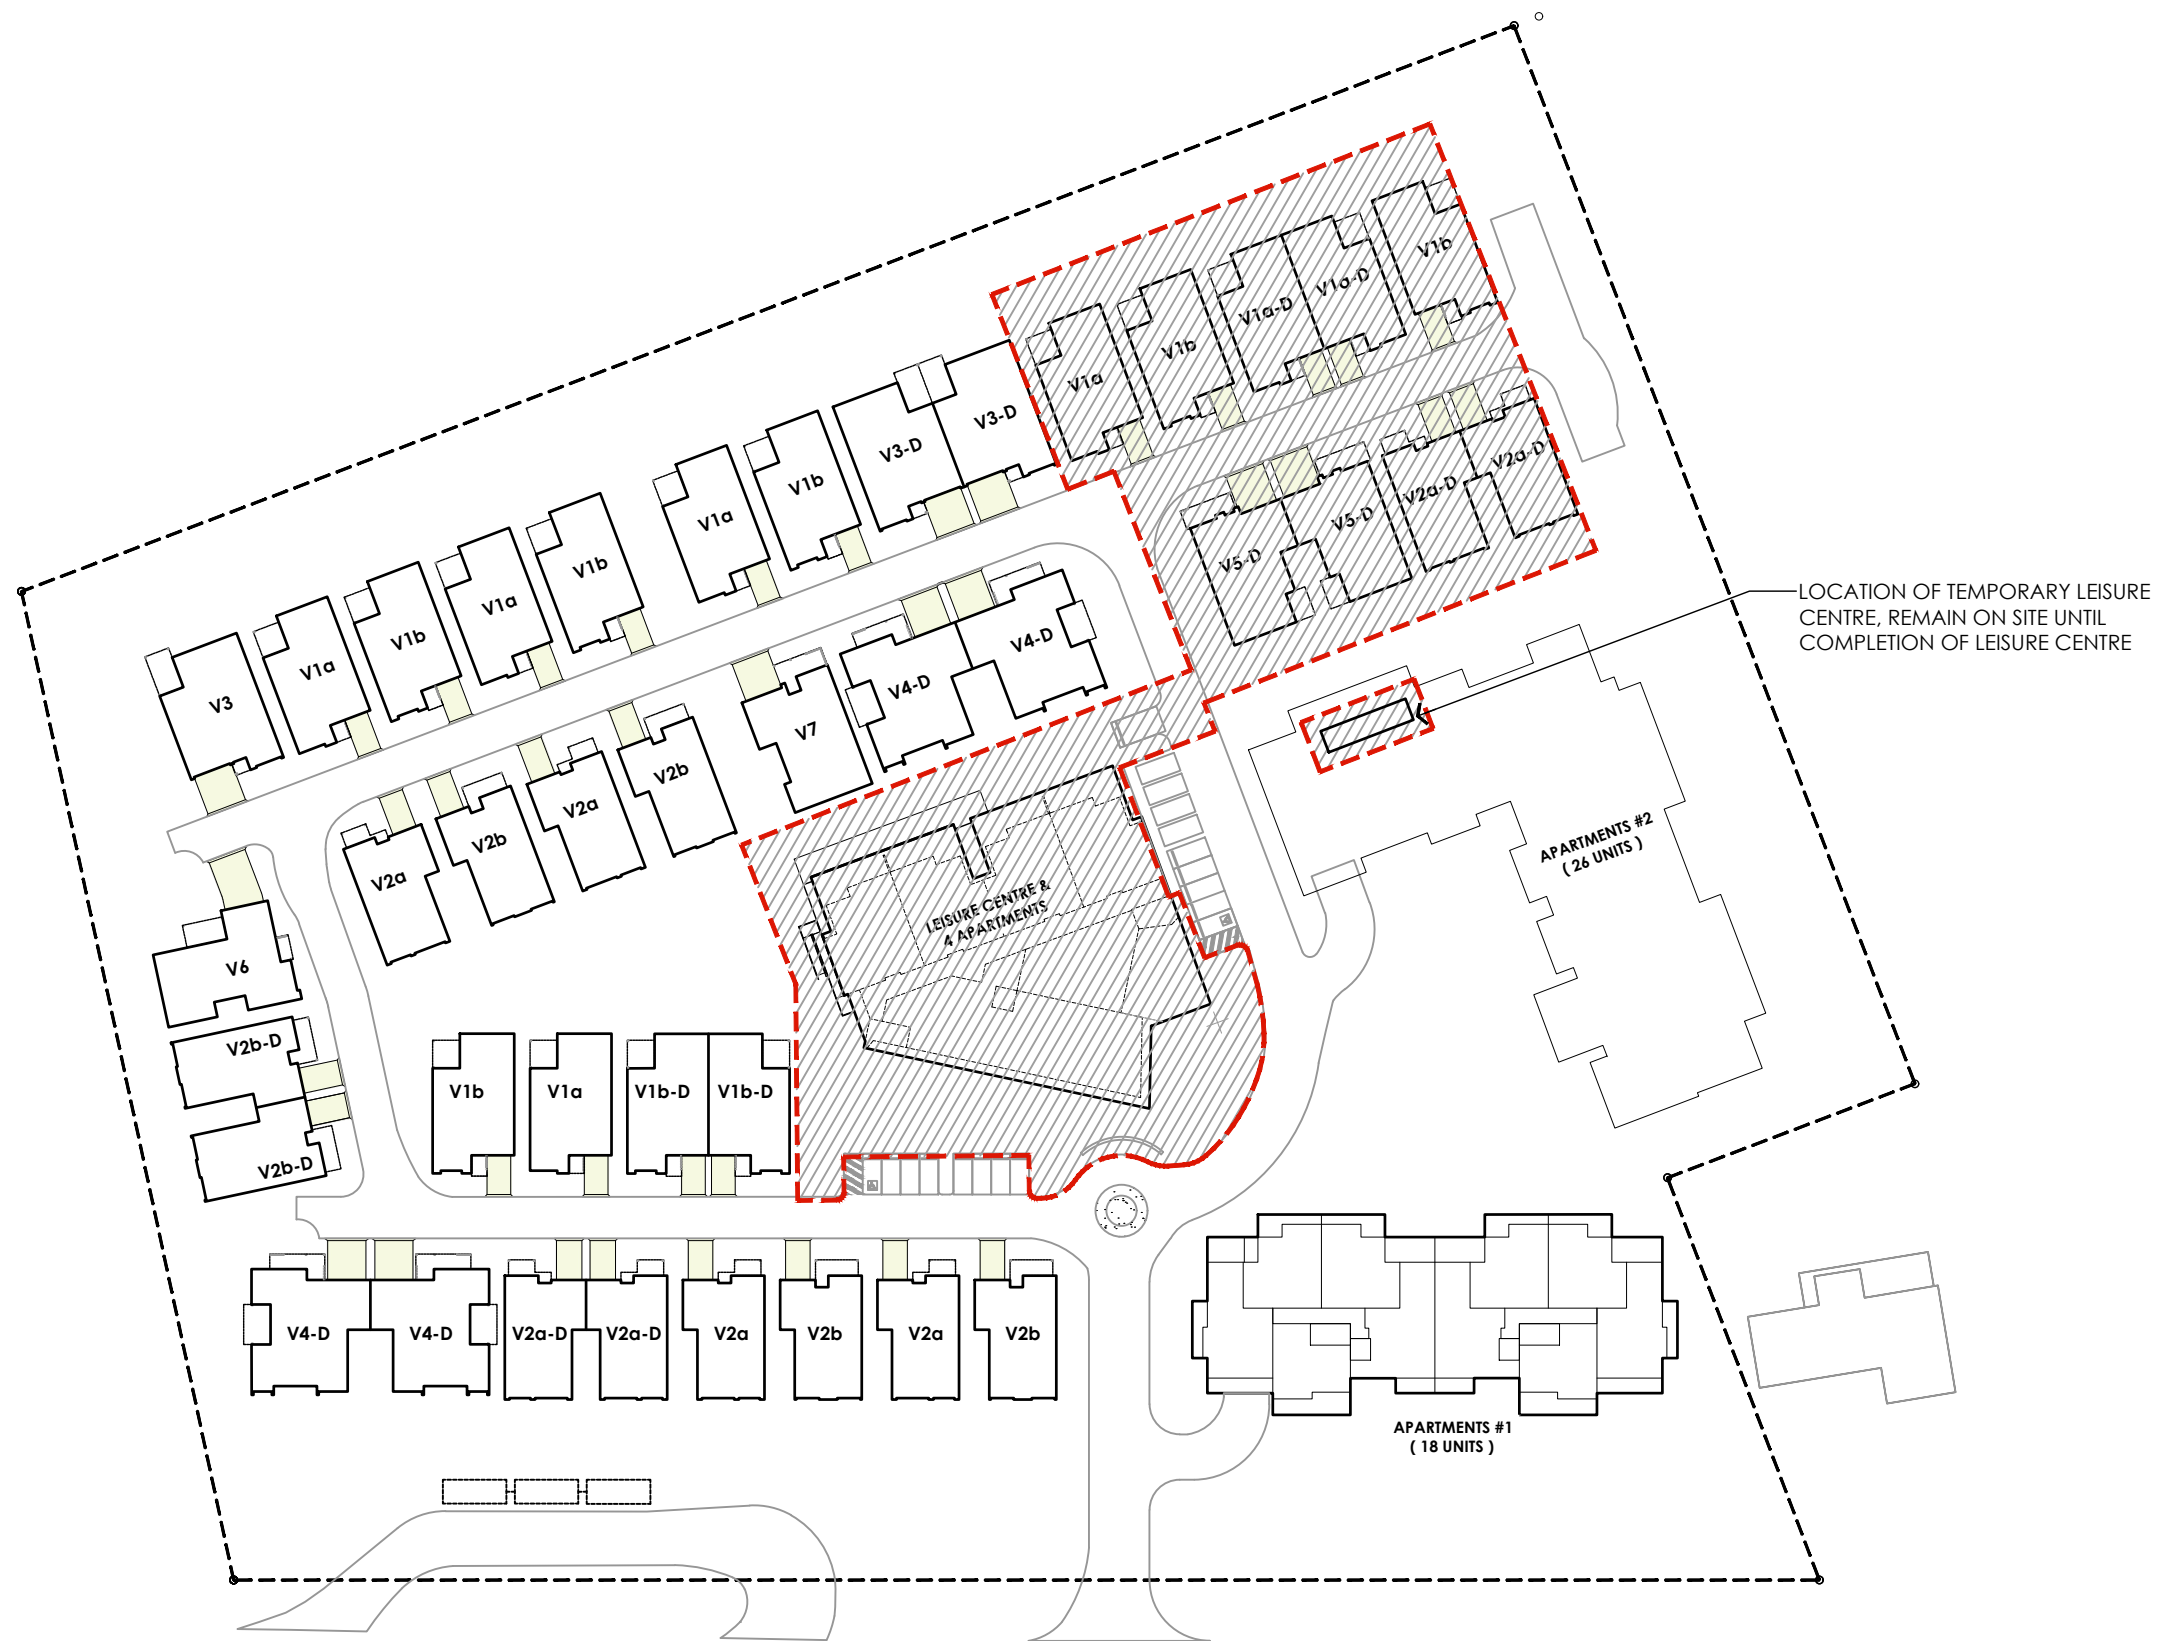 V1b
V1a-D
V1a-D
V1b
V1a
V3-D
V3-D
V1b
V1a
V1b
V1a
V1b
V1a
V3
V2a-D
V2a-D
V5-D
V5-D
LOCATION OF TEMPORARY LEISURE
CENTRE, REMAIN ON SITE UNTIL
COMPLETION OF LEISURE CENTRE
V4-D
V4-D
V7
V2b
V2a
V2b
V2a
APARTMENTS #2
( 26 UNITS )
LEISURE CENTRE &
4 APARTMENTS
V6
V2b-D
V2b-D
V1b
V1a
V1b-D
V1b-D
V4-D
V4-D
V2a-D
V2a-D
V2a
V2b
V2a
V2b
APARTMENTS #1
( 18 UNITS )